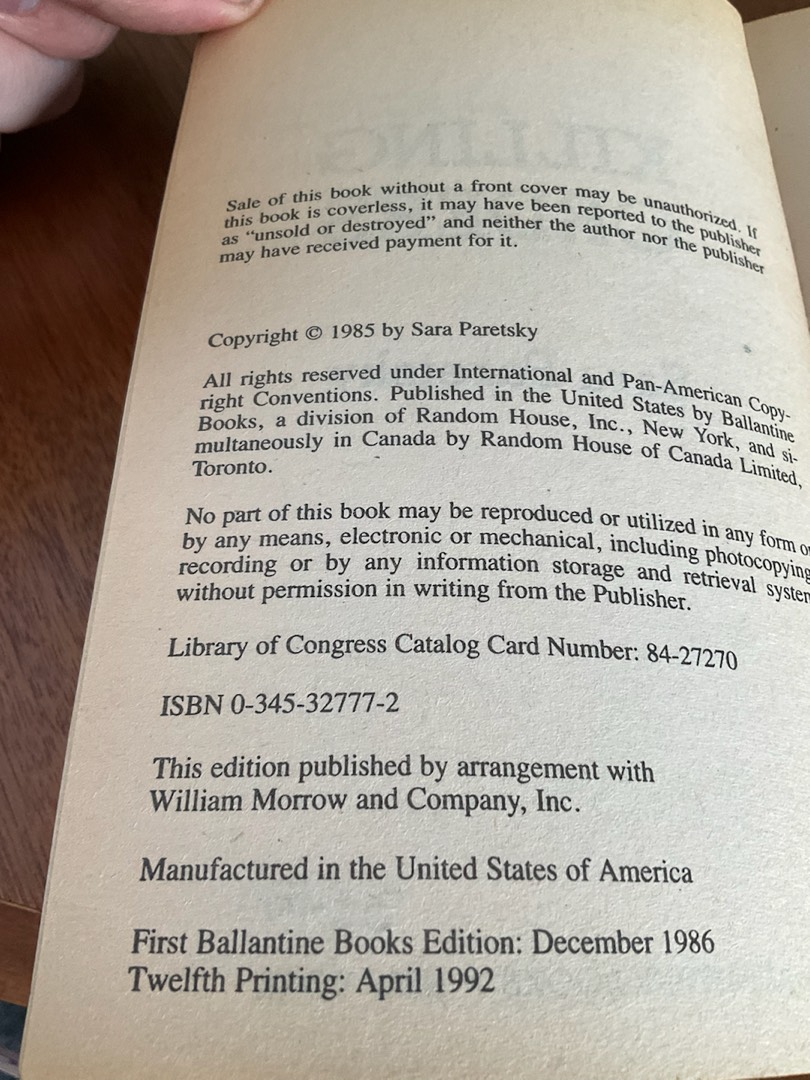 Sale of this book without a front cover may be unauthorized. If
this book is coverless, it may have been reported to the publisher
as “unsold or destroyed” and neither the author nor the publisher
may have received payment for it.
Copyright © 1985 by Sara Paretsky
All rights reserved under International and Pan-American Copy-
right Conventions. Published in the United States by Ballantine
Books, a division of Random House, Inc., New York, and si-
multaneously in Canada by Random House of Canada Limited,
Toronto.
No part of this book may be reproduced or utilized in any form or
by any means, electronic or mechanical, including photocopying
recording or by any information storage and retrieval system
without permission in writing from the Publisher.
Library of Congress Catalog Card Number: 84-27270
ISBN 0-345-32777-2
This edition published by arrangement with
William Morrow and Company, Inc.
Manufactured in the United States of America
First Ballantine Books Edition: December 1986
Twelfth Printing: April 1992